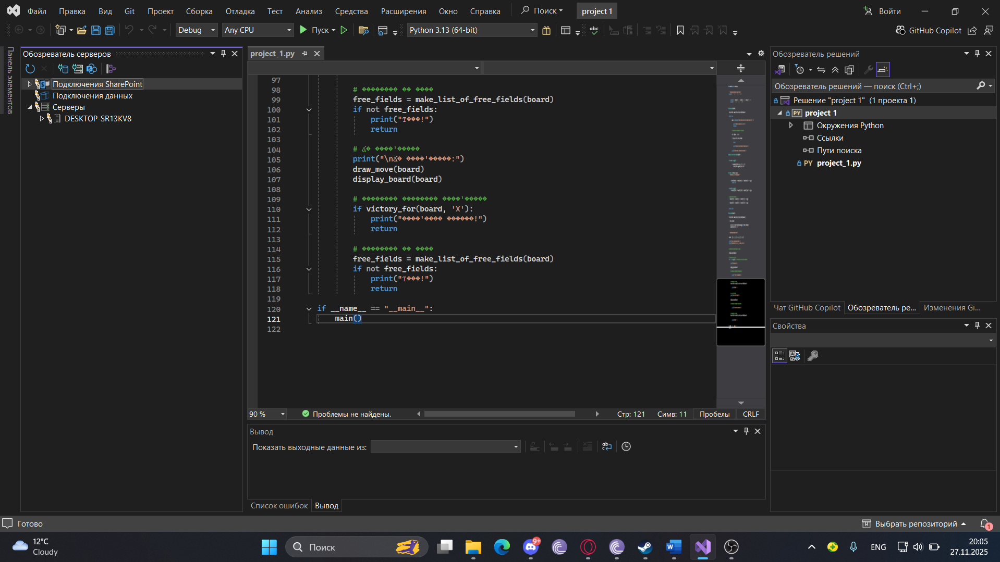 Файл Правка Вид Git Проект Сборка Отладка Тест Анализ Средства Расширения Окно Справка Поиск project 1 Войти
Debug Any CPU Пуск Python 3.13 (64-bit) GitHub Copilot
Панель элементов
Обозреватель серверов
Подключения SharePoint
Подключения данных
Серверы
DESKTOP-SR13KV8
project_1.py
97
98 # �������� �� ����
99 free_fields = make_list_of_free_fields(board)
100 if not free_fields:
101 print("Ͳ���!")
102 return
103
104 # ճ� ����'�����
105 print("\nճ� ����'�����:")
106 draw_move(board)
107 display_board(board)
108
109 # �������� �������� ����'�����
110 if victory_for(board, 'X'):
111 print("����'���� ������!")
112 return
113
114 # �������� �� ����
115 free_fields = make_list_of_free_fields(board)
116 if not free_fields:
117 print("Ͳ���!")
118 return
119
120 if __name__ == "__main__":
121 main()
122
90 % Проблемы не найдены. Стр: 121 Симв: 11 Пробелы CRLF
Вывод
Показать выходные данные из:
Список ошибок Вывод
Обозреватель решений
Обозреватель решений — поиск (Ctrl+;)
Решение "project 1" (1 проекта 1)
project 1
Окружения Python
Ссылки
Пути поиска
PY project_1.py
Чат GitHub Copilot Обозреватель ре... Изменения Gi...
Свойства
Готово Выбрать репозиторий 1
12°C
Cloudy
Поиск
9+
ENG
20:05
27.11.2025